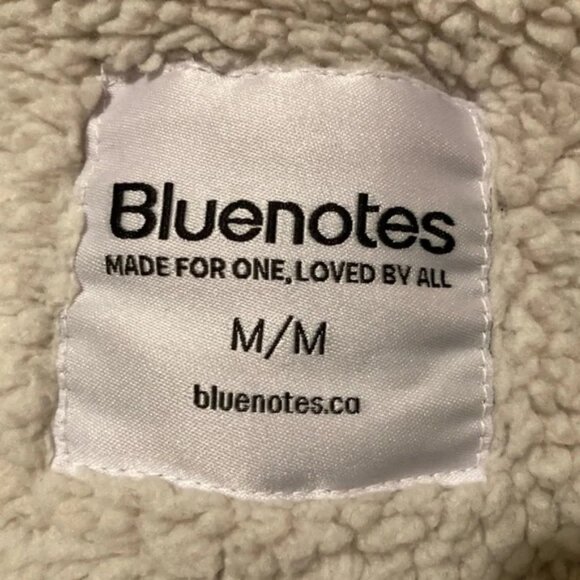 Bluenotes
MADE FOR ONE, LOVED BY ALL
M/M
bluenotes.ca